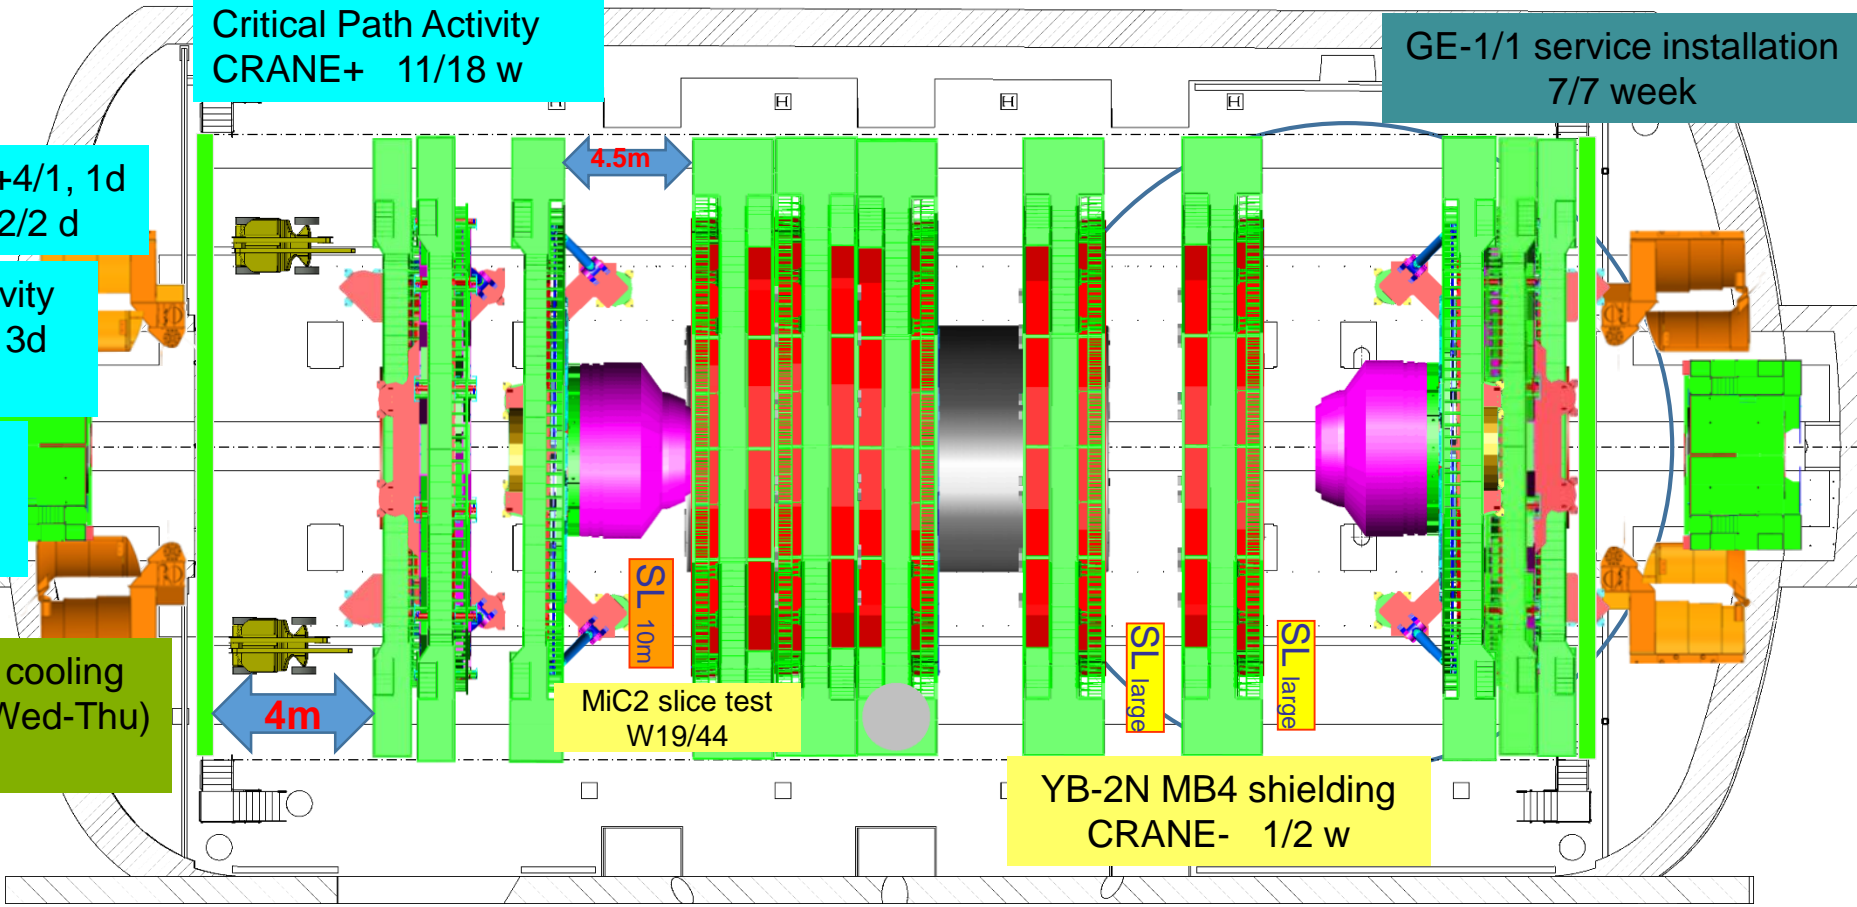 Critical Path Activity
CRANE+ 11/18 w
GE-1/1 service installation
7/7 week
+4/1, 1d
2/2 d
4.5m
H
H
H
vity
3d
SL 10m
SL large
SL large
cooling
Wed-Thu)
4m
MiC2 slice test
W19/44
YB-2N MB4 shielding
CRANE- 1/2 w